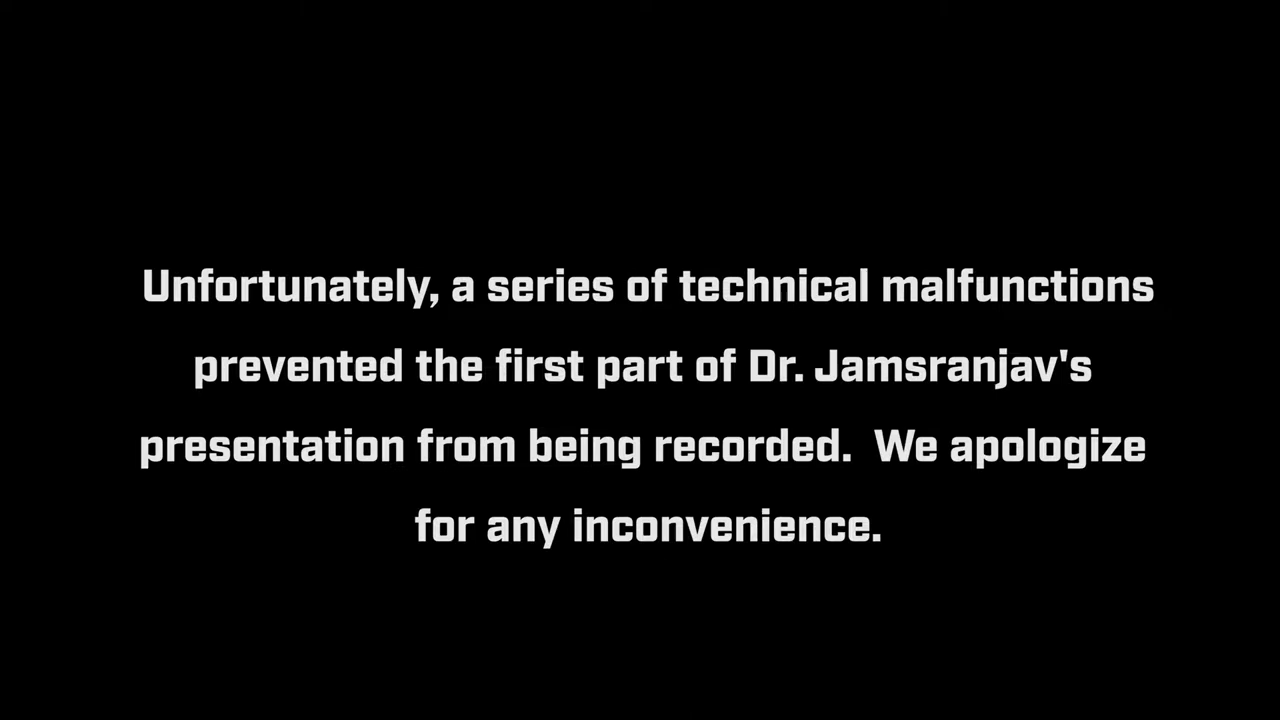 Unfortunately, a series of technical malfunctions
prevented the first part of Dr. Jamsranjav's
presentation from being recorded.  We apologize
for any inconvenience.